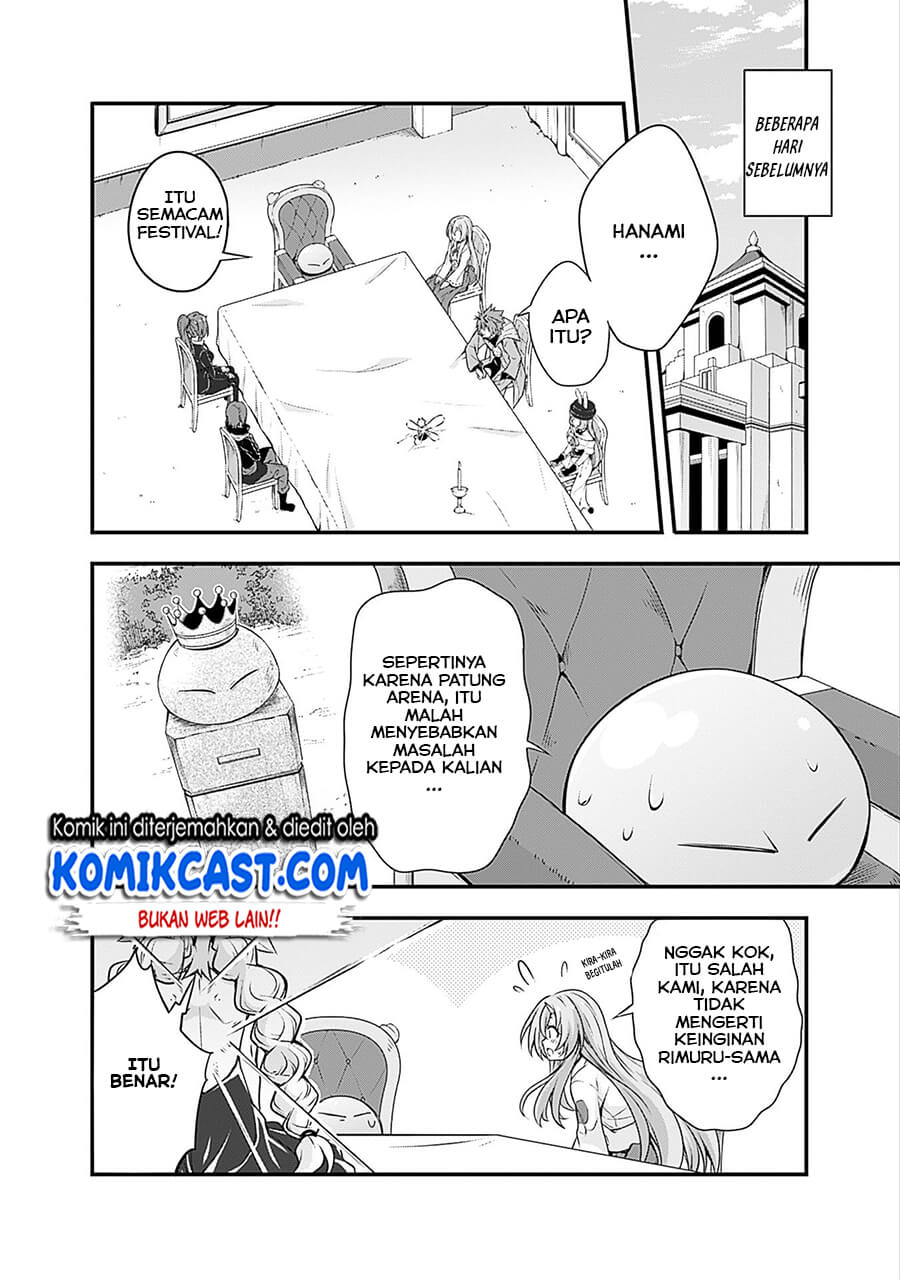 BEBERAPA
HARI
SEBELUMNYA
HANAMI
...
APA
ITU?
ITU
SEMACAM
FESTIVAL!
SEPERTINYA
KARENA PATUNG
ARENA, ITU
MALAH
MENYEBABKAN
MASALAH
KEPADA KALIAN
...
Komik ini diterjemahkan & diedit oleh
KOMIKCAST.COM
BUKAN WEB LAIN!!
NGGAK KOK,
ITU SALAH
KAMI, KARENA
TIDAK
MENGERTI
KEINGINAN
RIMURU-SAMA
...
KIRA-KIRA
BEGITULAH
ITU
BENAR!